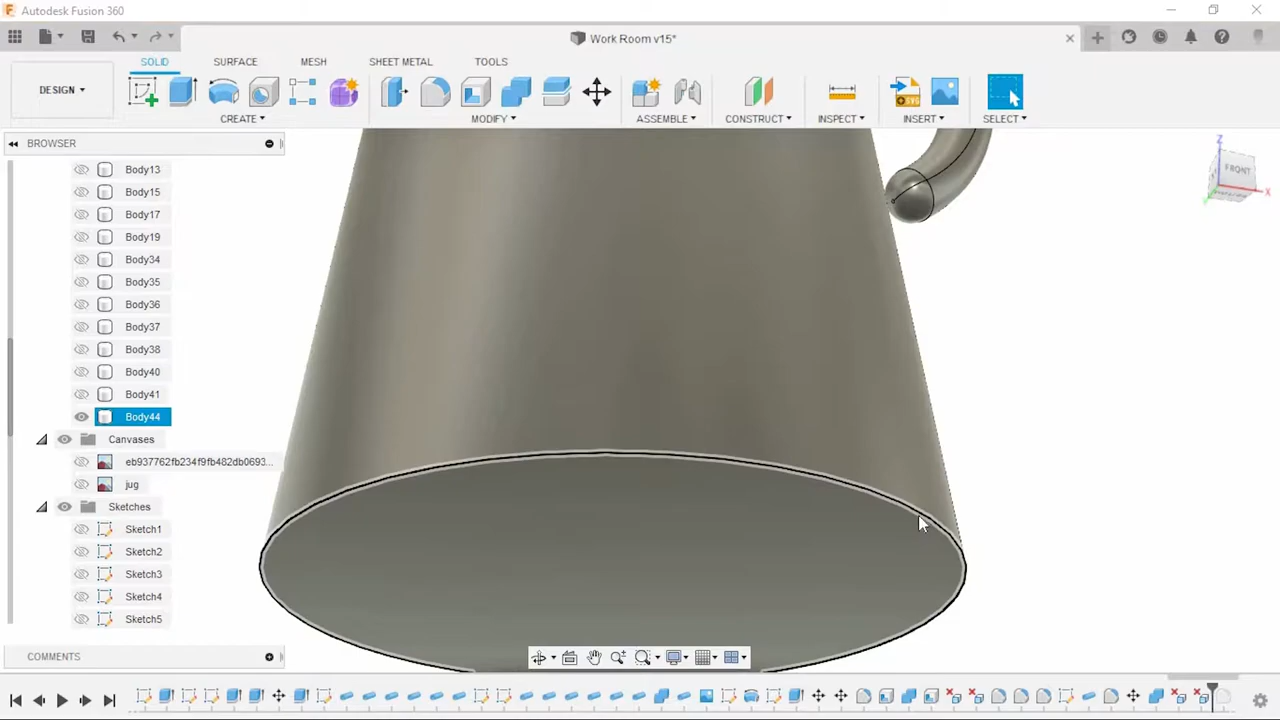 Autodesk Fusion 360
Work Room v15*
SOLID SURFACE MESH SHEET METAL TOOLS
DESIGN
CREATE MODIFY ASSEMBLE CONSTRUCT INSPECT INSERT SELECT
BROWSER
Body13
Body15
Body17
Body19
Body34
Body35
Body36
Body37
Body38
Body40
Body41
Body44
Canvases
eb937762fb234f9fb482db0693...
jug
Sketches
Sketch1
Sketch2
Sketch3
Sketch4
Sketch5
COMMENTS
Z
FRONT
X
Y